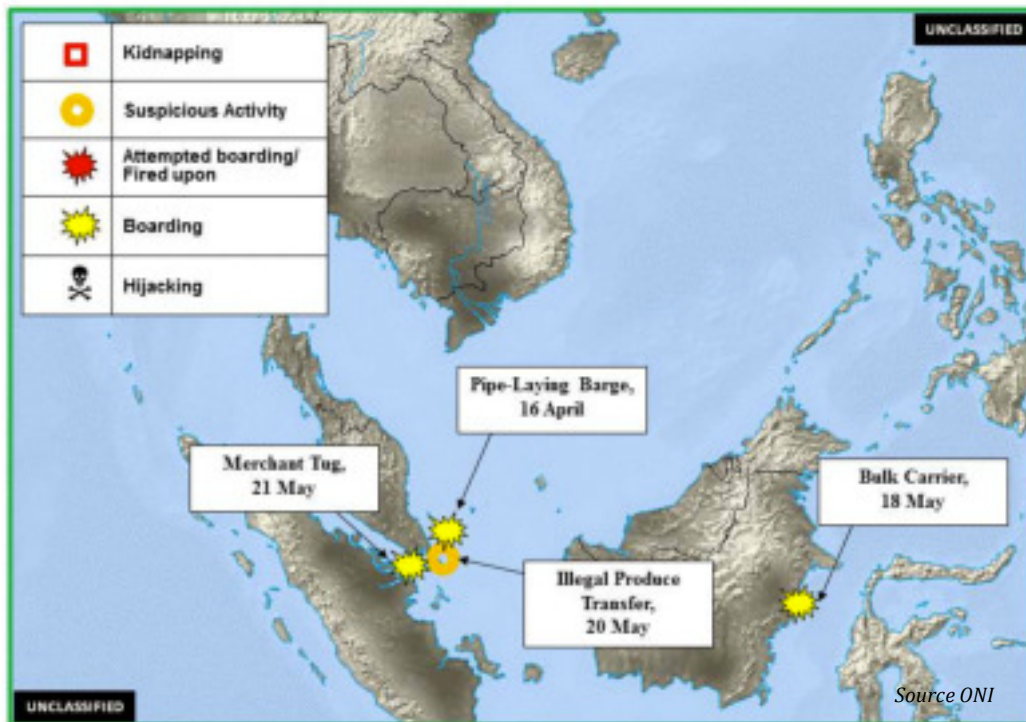 UNCLASSIFIED
Kidnapping
Suspicious Activity
Attempted boarding/
Fired upon
Boarding
Hijacking
Pipe-Laying Barge,
16 April
Merchant Tug,
21 May
Bulk Carrier,
18 May
Illegal Produce
Transfer,
20 May
Source ONI
UNCLASSIFIED